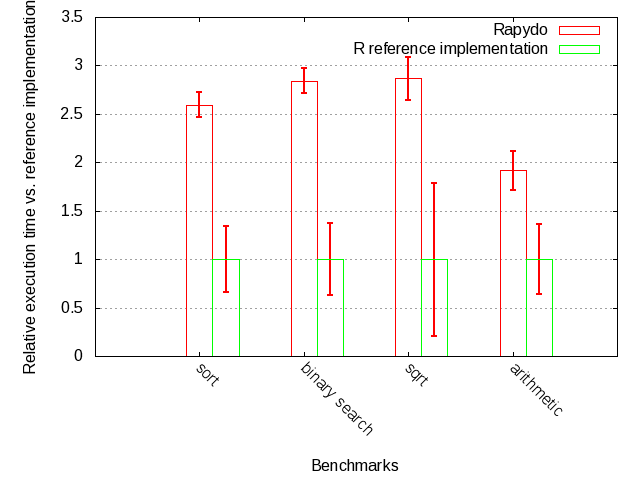 Relative execution time vs. reference implementation
3.5
3
2.5
2
1.5
1
0.5
0
Rapydo
R reference implementation
sort
binary search
sqrt
arithmetic
Benchmarks